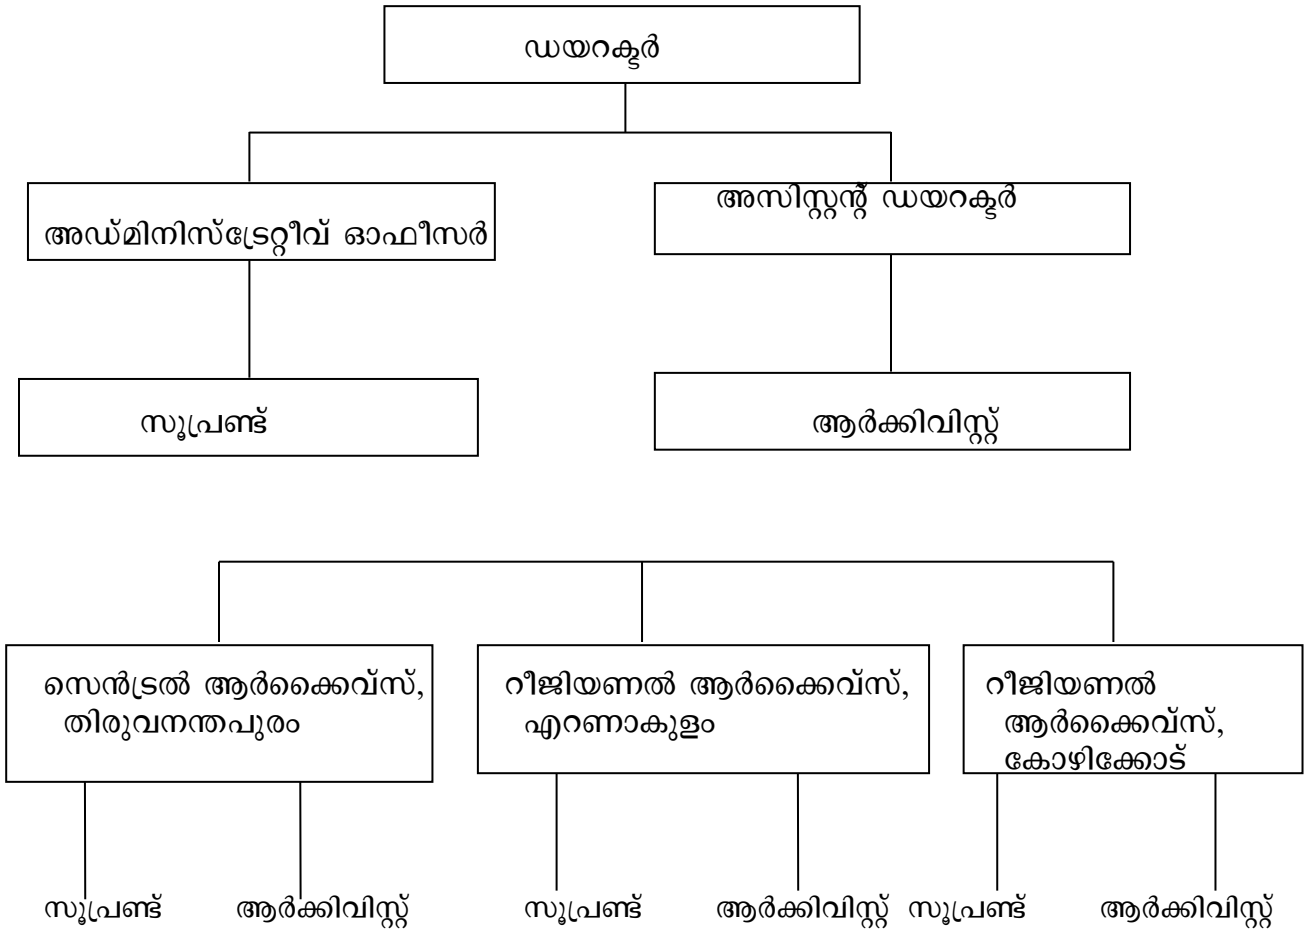 ഡയറക്ടർ
അഡ്മിനിസ്ട്രേറ്റീവ് ഓഫീസർ
അസിസ്റ്റന്റ് ഡയറക്ടർ
സൂപ്രണ്ട്
ആർക്കിവിസ്റ്റ്
സെൻട്രൽ ആർക്കൈവ്സ്,
തിരുവനന്തപുരം
റീജിയണൽ ആർക്കൈവ്സ്,
എറണാകുളം
റീജിയണൽ
ആർക്കൈവ്സ്,
കോഴിക്കോട്
സൂപ്രണ്ട്
ആർക്കിവിസ്റ്റ്
സൂപ്രണ്ട്
ആർക്കിവിസ്റ്റ്
സൂപ്രണ്ട്
ആർക്കിവിസ്റ്റ്